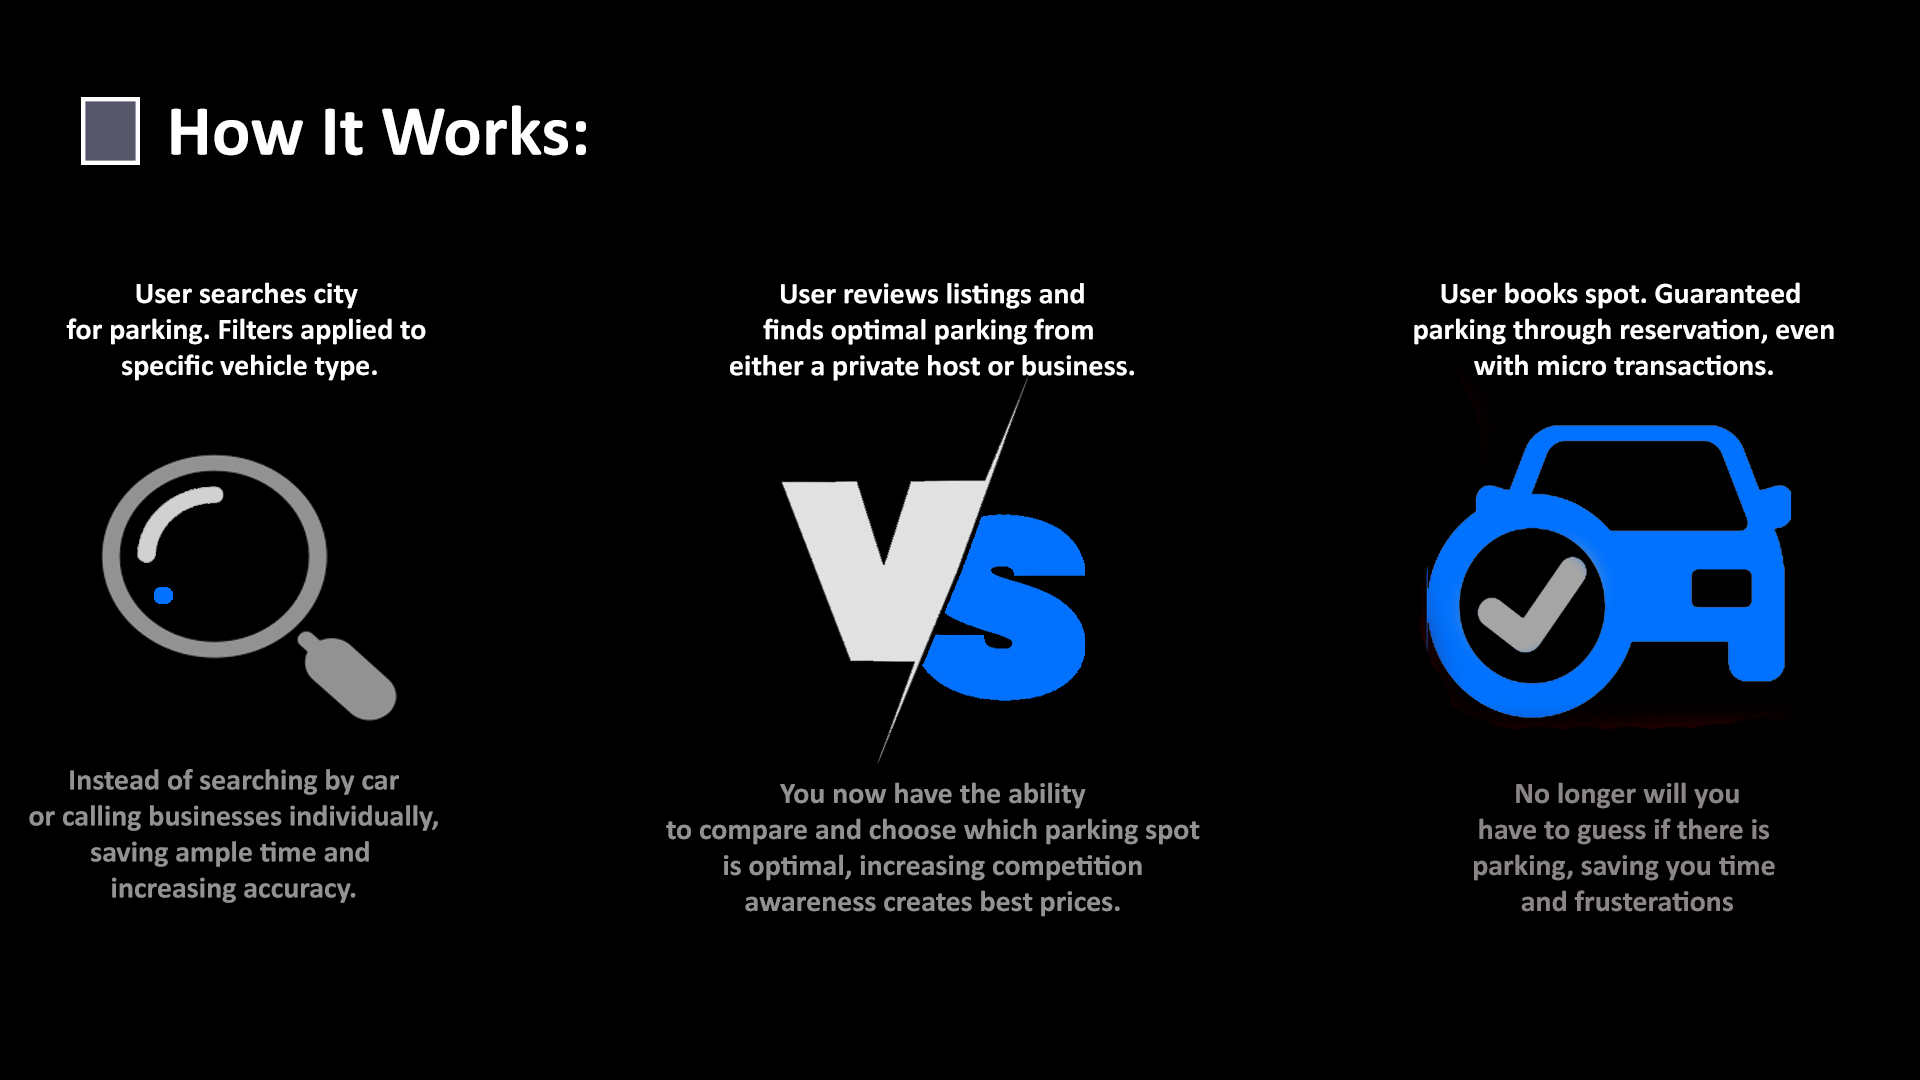 How It Works:
User searches city
for parking. Filters applied to
specific vehicle type.
User reviews listings and
finds optimal parking from
either a private host or business.
User books spot. Guaranteed
parking through reservation, even
with micro transactions.
VS
Instead of searching by car
or calling businesses individually,
saving ample time and
increasing accuracy.
You now have the ability
to compare and choose which parking spot
is optimal, increasing competition
awareness creates best prices.
No longer will you
have to guess if there is
parking, saving you time
and frusterations